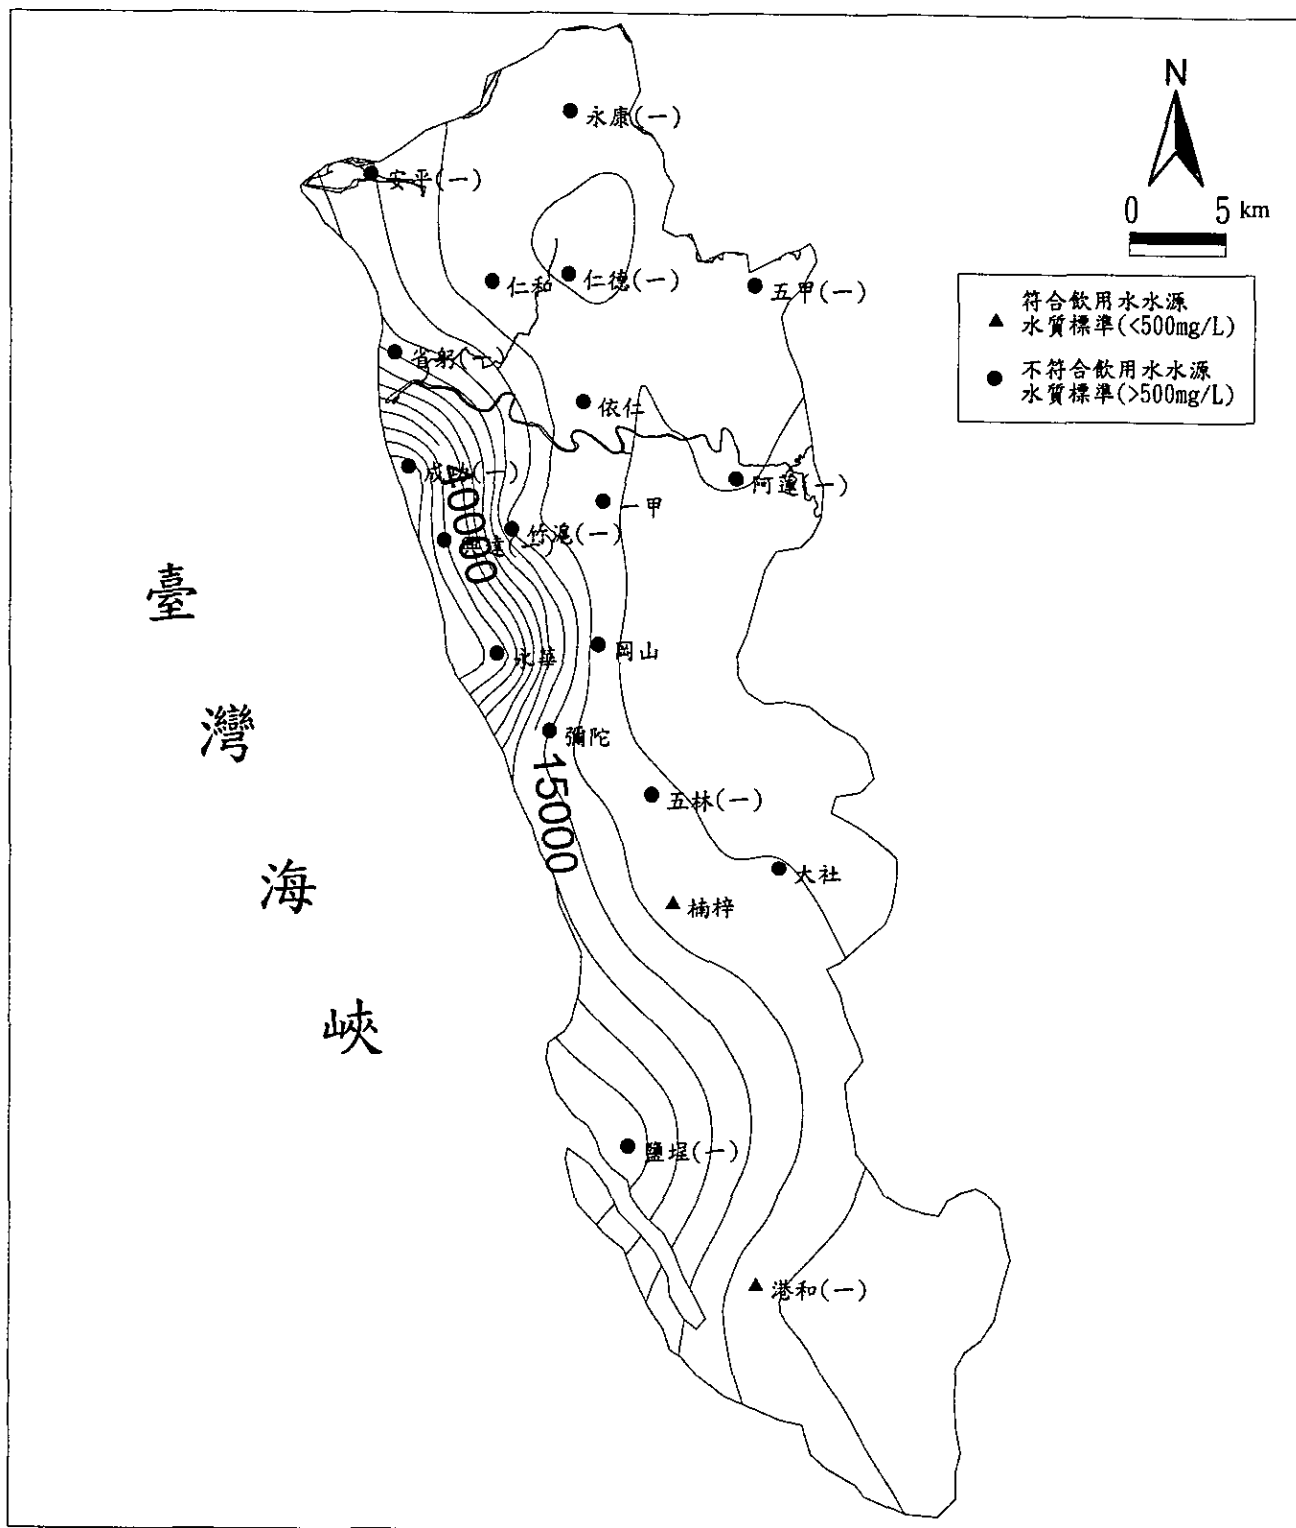 N
0 5 km
符合飲用水水源
水質標準(<500mg/L)
不符合飲用水水源
水質標準(>500mg/L)
永康(一)
安平(一)
仁和
仁德(一)
五甲(一)
省躬(一)
依仁
阿蓮(一)
一甲
竹滬(一)
岡山
永華
彌陀
15000
五林(一)
大社
楠梓
鹽埕(一)
港和(一)
臺
灣
海
峽